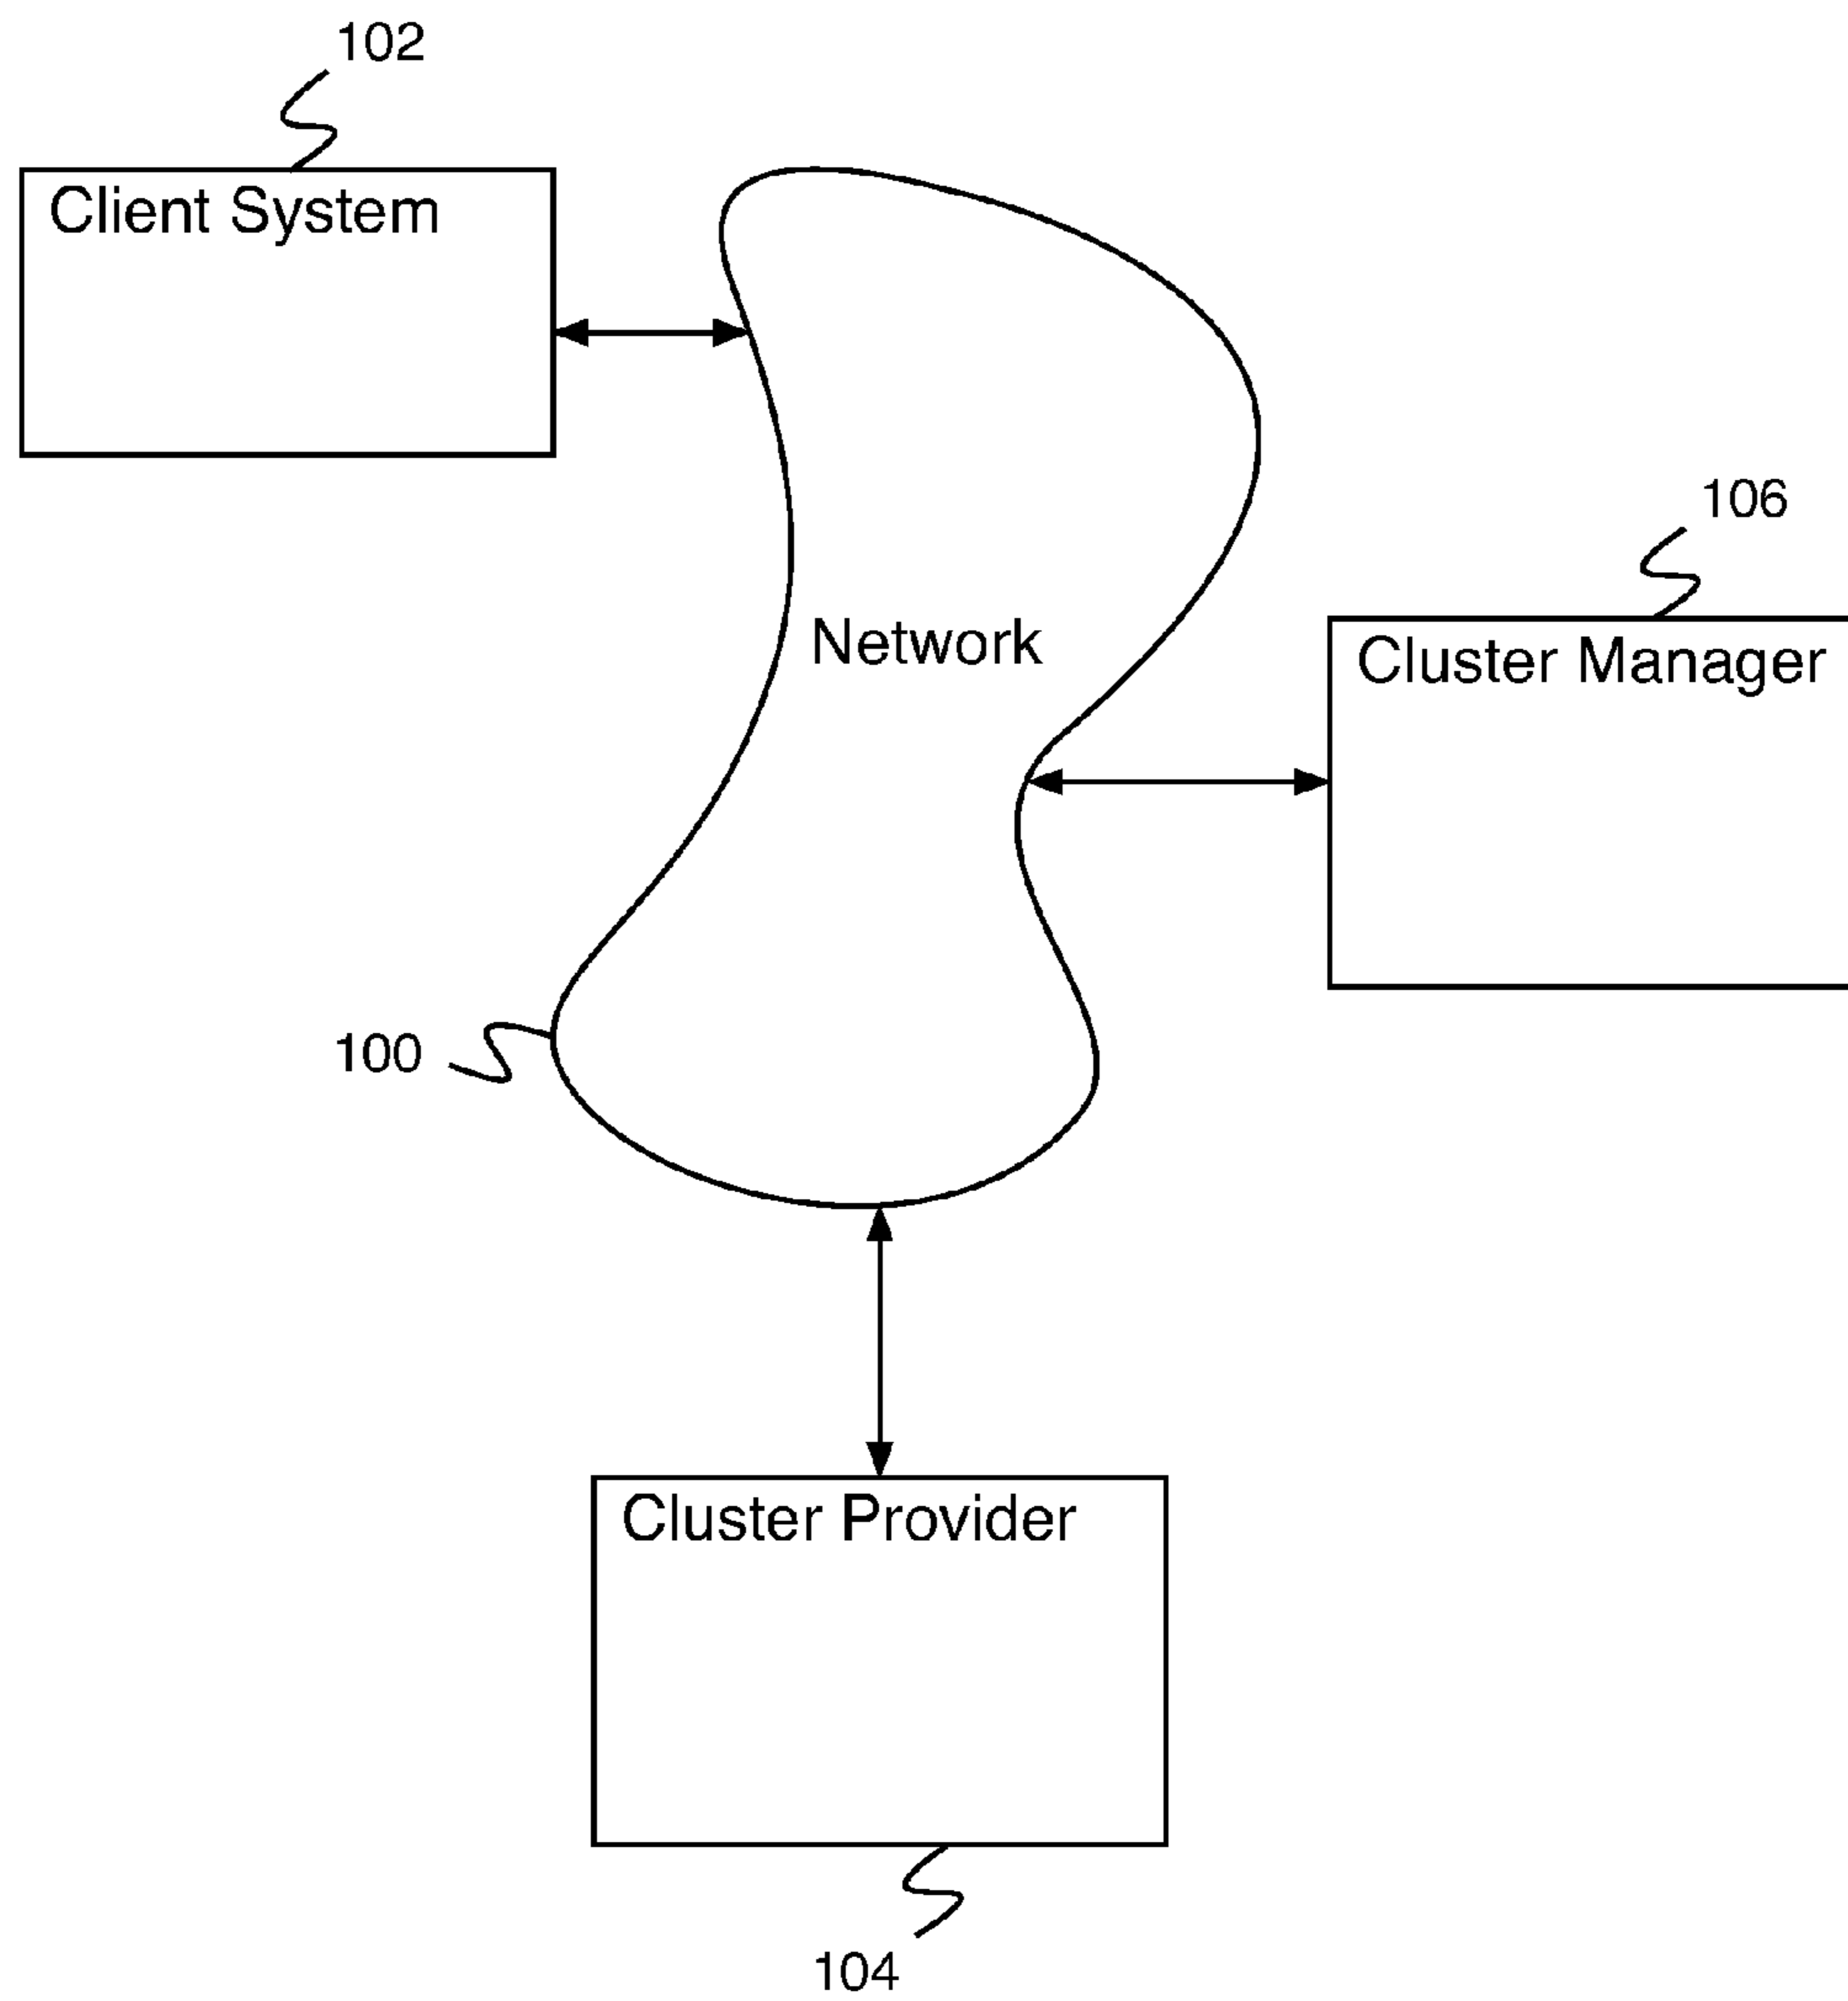 102
Client System
106
Network
Cluster Manager
100
Cluster Provider
104